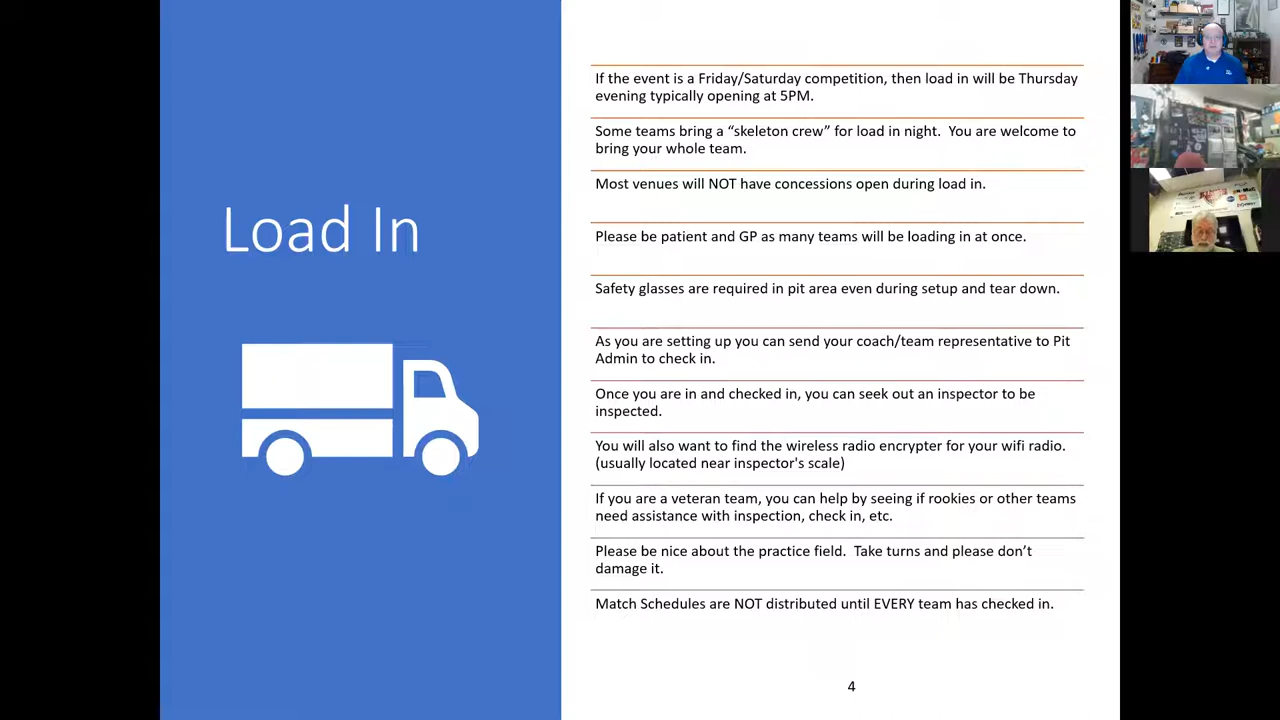 Load In
If the event is a Friday/Saturday competition, then load in will be Thursday
evening typically opening at 5PM.
Some teams bring a “skeleton crew” for load in night.  You are welcome to
bring your whole team.
Most venues will NOT have concessions open during load in.
Please be patient and GP as many teams will be loading in at once.
Safety glasses are required in pit area even during setup and tear down.
As you are setting up you can send your coach/team representative to Pit
Admin to check in.
Once you are in and checked in, you can seek out an inspector to be
inspected.
You will also want to find the wireless radio encrypter for your wifi radio.
(usually located near inspector's scale)
If you are a veteran team, you can help by seeing if rookies or other teams
need assistance with inspection, check in, etc.
Please be nice about the practice field.  Take turns and please don’t
damage it.
Match Schedules are NOT distributed until EVERY team has checked in.
4